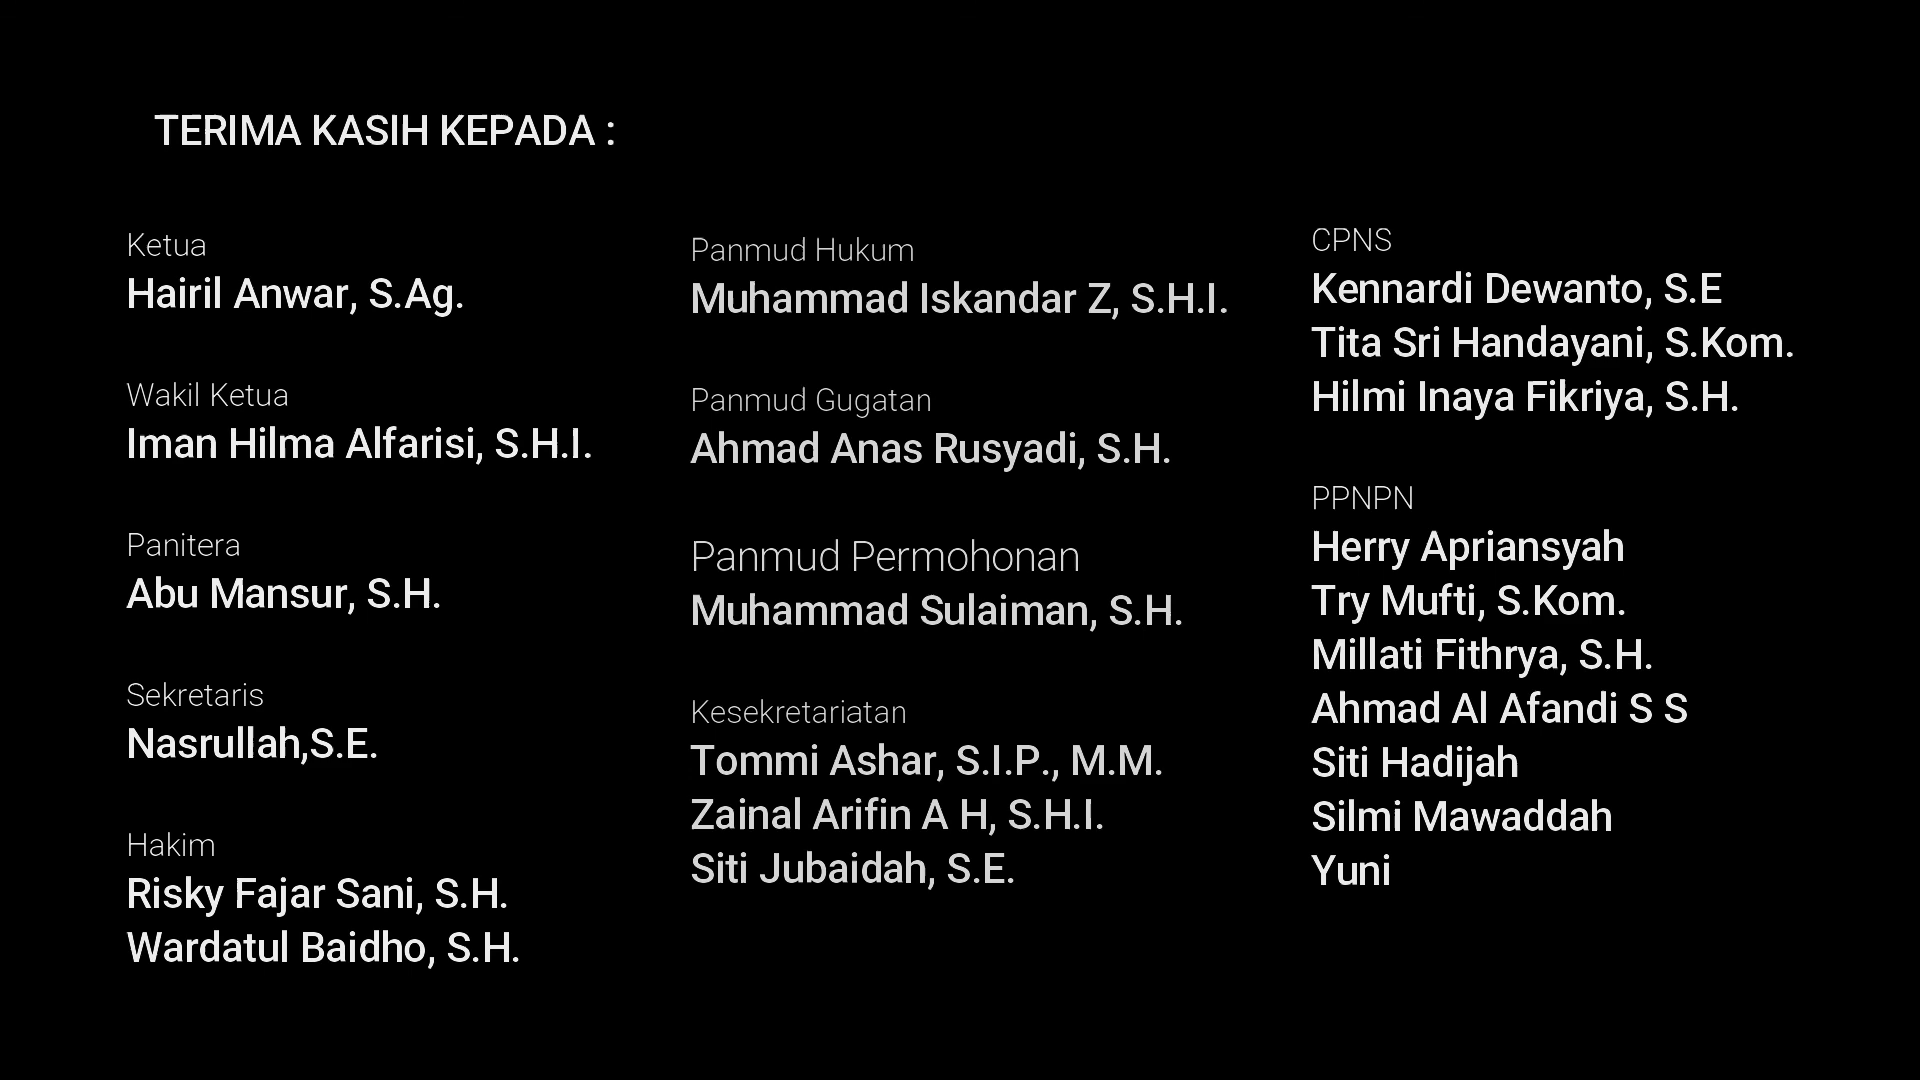 TERIMA KASIH KEPADA :
Ketua
Hairil Anwar, S.Ag.
Wakil Ketua
Iman Hilma Alfarisi, S.H.I.
Panitera
Abu Mansur, S.H.
Sekretaris
Nasrullah,S.E.
Hakim
Risky Fajar Sani, S.H.
Wardatul Baidho, S.H.
Panmud Hukum
Muhammad Iskandar Z, S.H.I.
Panmud Gugatan
Ahmad Anas Rusyadi, S.H.
Panmud Permohonan
Muhammad Sulaiman, S.H.
Kesekretariatan
Tommi Ashar, S.I.P., M.M.
Zainal Arifin A H, S.H.I.
Siti Jubaidah, S.E.
CPNS
Kennardi Dewanto, S.E
Tita Sri Handayani, S.Kom.
Hilmi Inaya Fikriya, S.H.
PPNPN
Herry Apriansyah
Try Mufti, S.Kom.
Millati Fithrya, S.H.
Ahmad Al Afandi S S
Siti Hadijah
Silmi Mawaddah
Yuni